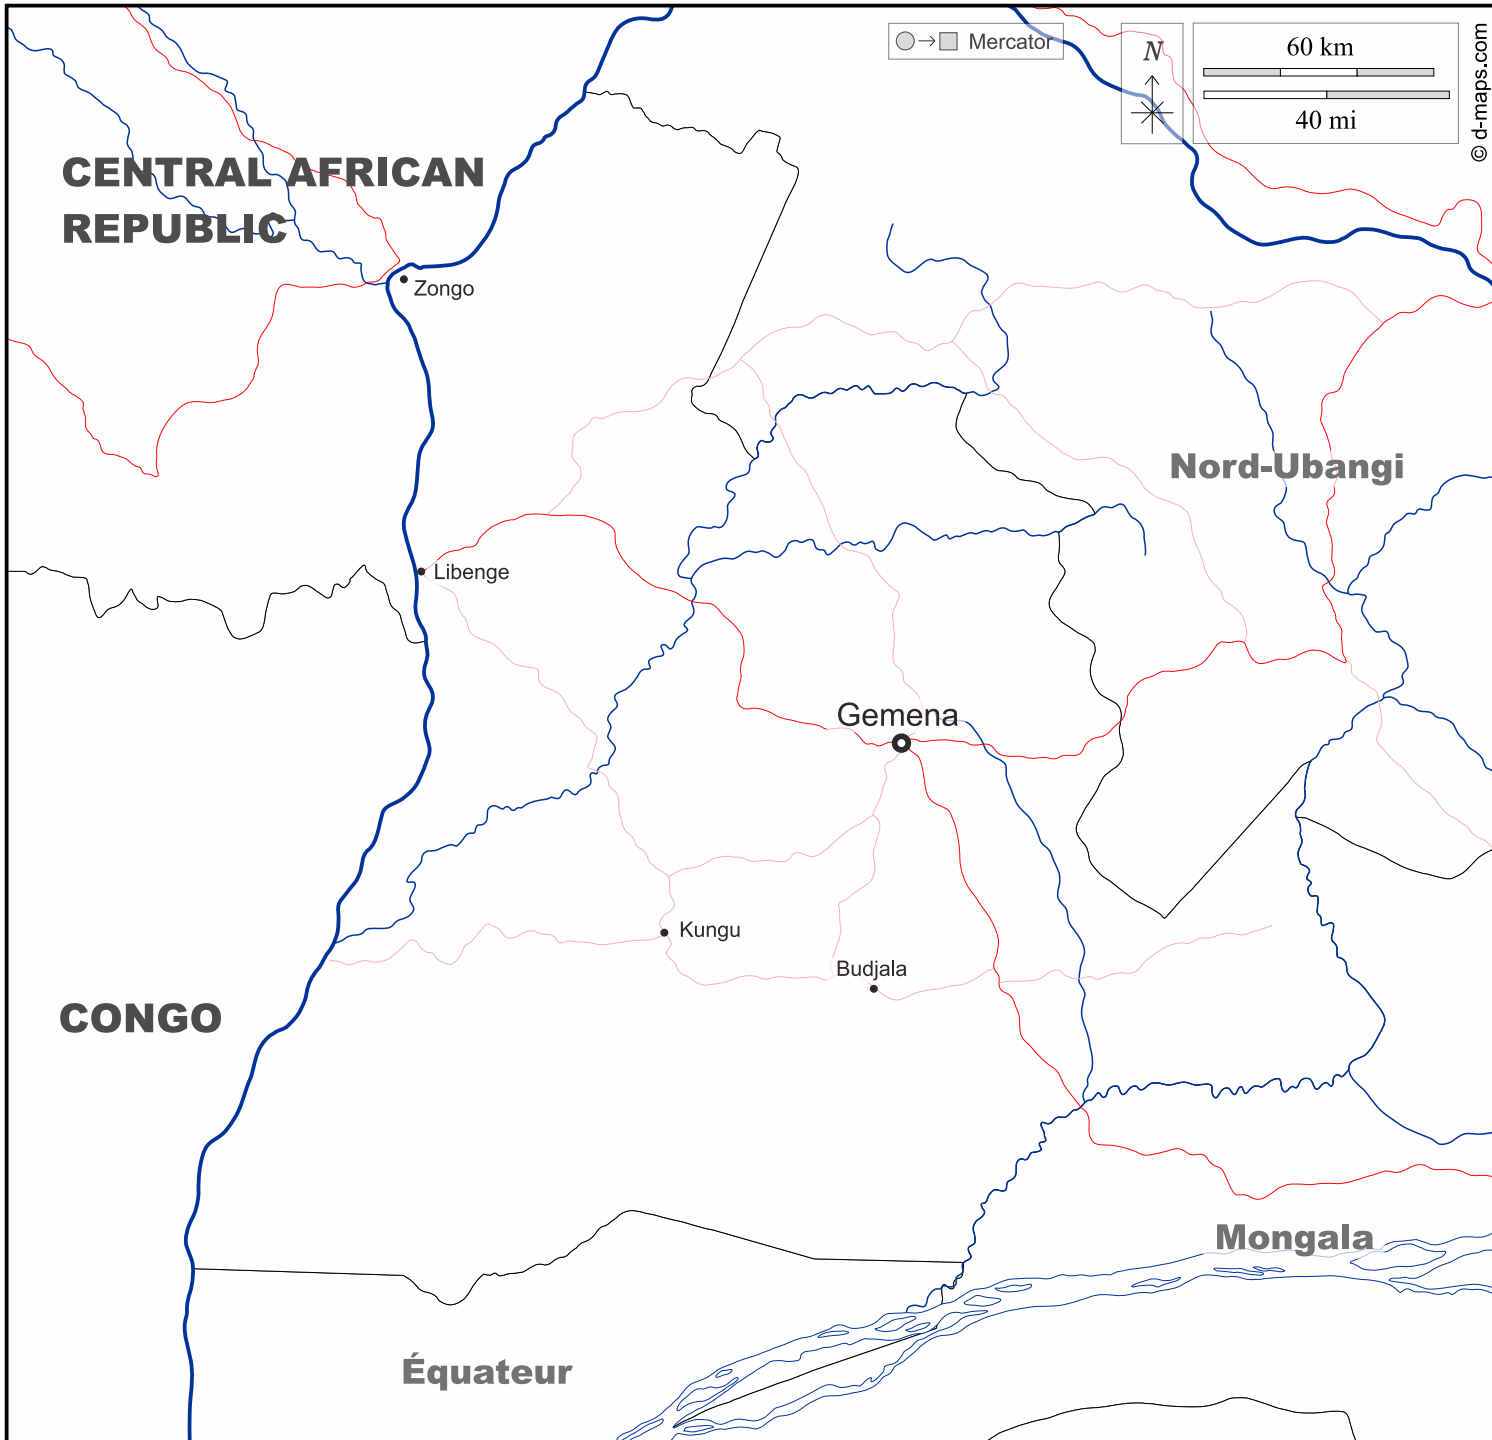 Mercator
N
60 km
40 mi
© d-maps.com
CENTRAL AFRICAN
REPUBLIC
Zongo
Nord-Ubangi
Libenge
Gemena
Kungu
Budjala
CONGO
Mongala
Équateur